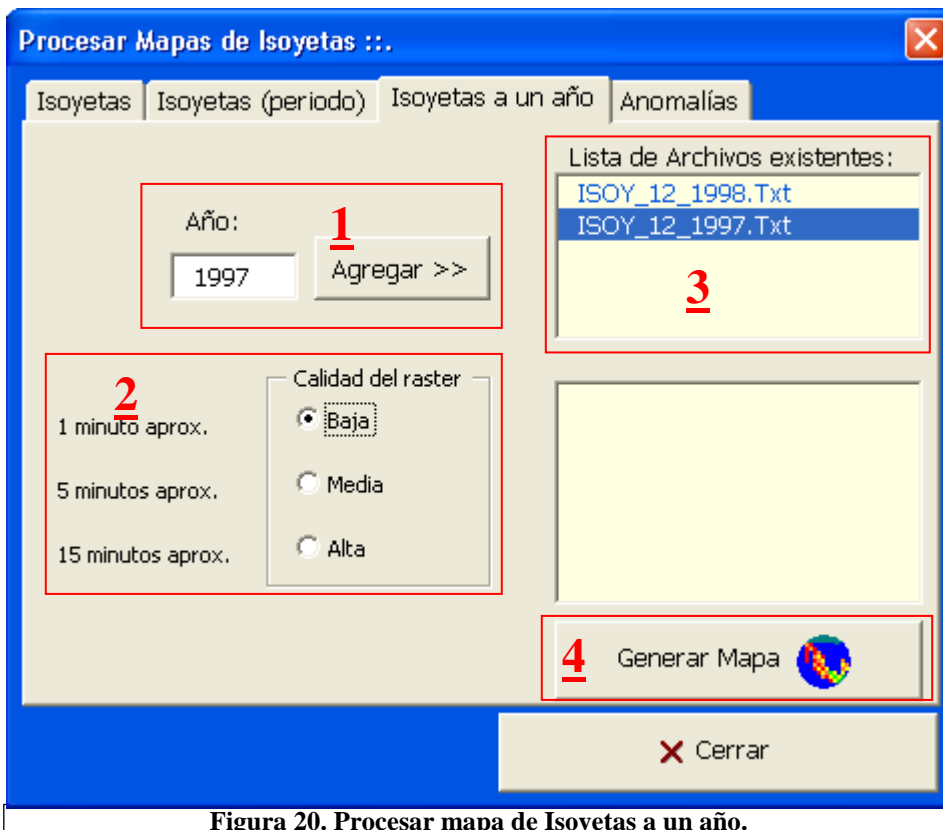 Procesar Mapas de Isoyetas ::.
Isoyetas
Isoyetas (periodo)
Isoyetas a un año
Anomalías
Año:
1
1997
Agregar >>
Lista de Archivos existentes:
ISOY_12_1998.Txt
ISOY_12_1997.Txt
3
2
Calidad del raster
1 minuto aprox.
Baja
5 minutos aprox.
Media
15 minutos aprox.
Alta
4
Generar Mapa
Cerrar
Figura 20. Procesar mapa de Isoyetas a un año.